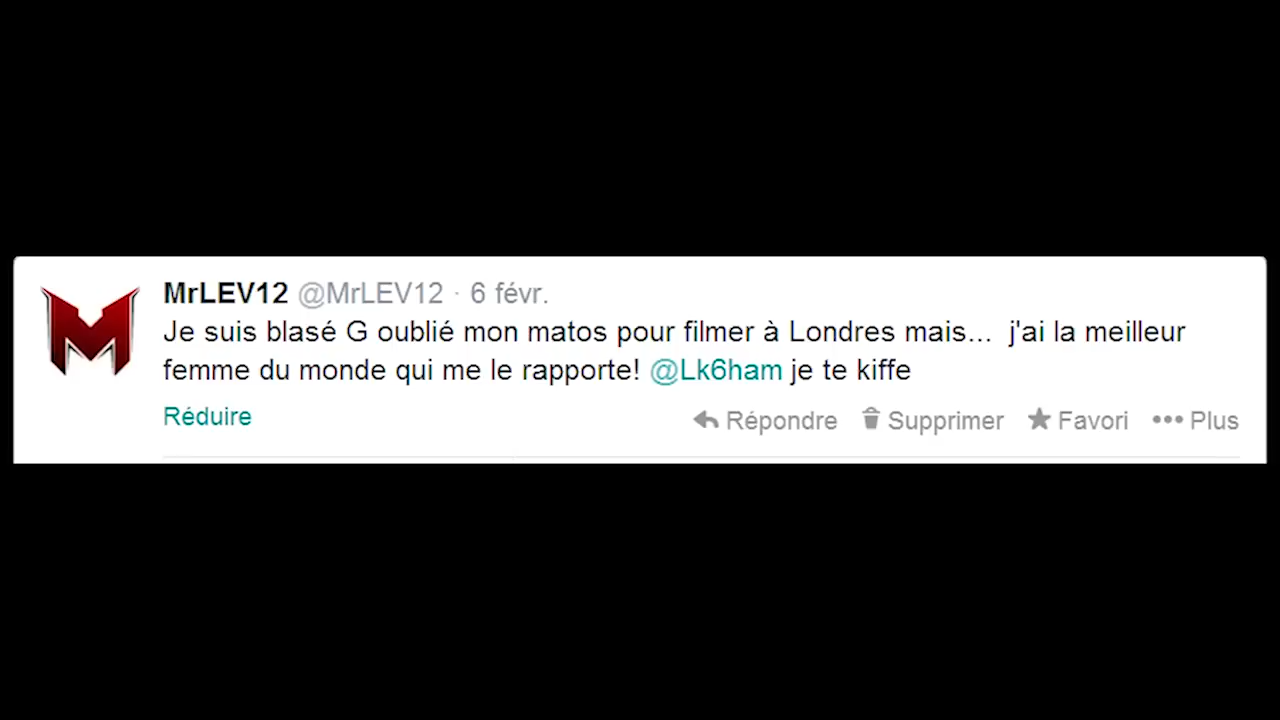 MrLEV12 @MrLEV12 · 6 févr.
Je suis blasé G oublié mon matos pour filmer à Londres mais... j'ai la meilleur
femme du monde qui me le rapporte! @Lk6ham je te kiffe
Réduire Répondre Supprimer Favori Plus